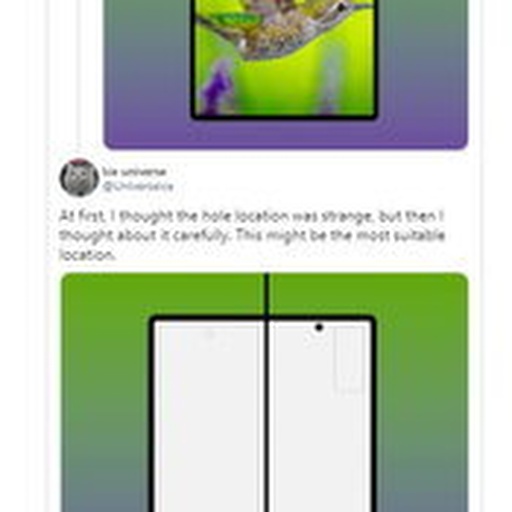 Ice universe
@UniverseIce
At first, I thought the hole location was strange, but then I
thought about it carefully. This might be the most suitable
location.